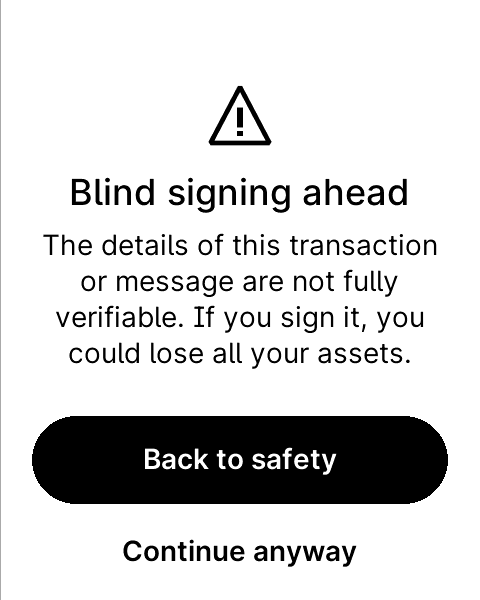 Blind signing ahead
The details of this transaction
or message are not fully
verifiable. If you sign it, you
could lose all your assets.
Back to safety
Continue anyway